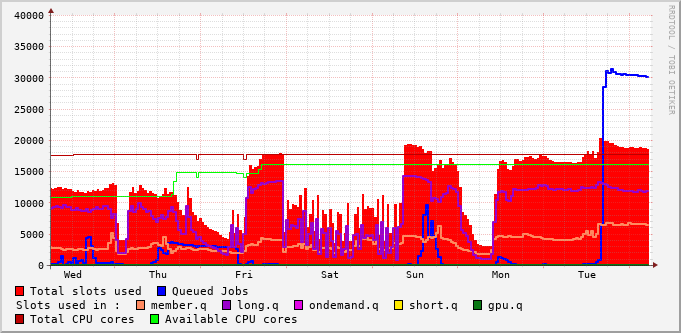 RRDTOOL / TOBI OETIKER
40000
35000
30000
25000
20000
15000
10000
5000
0
Wed Thu Fri Sat Sun Mon Tue
Total slots used Queued Jobs
Slots used in : member.q long.q ondemand.q short.q gpu.q
Total CPU cores Available CPU cores